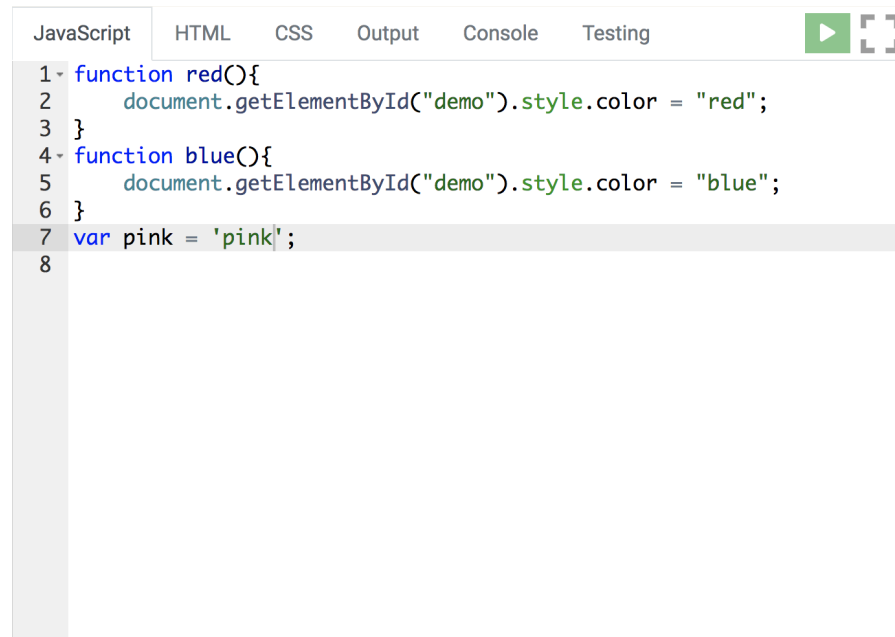 JavaScript HTML CSS Output Console Testing
1 function red(){
2     document.getElementById("demo").style.color = "red";
3 }
4 function blue(){
5     document.getElementById("demo").style.color = "blue";
6 }
7 var pink = 'pink';
8